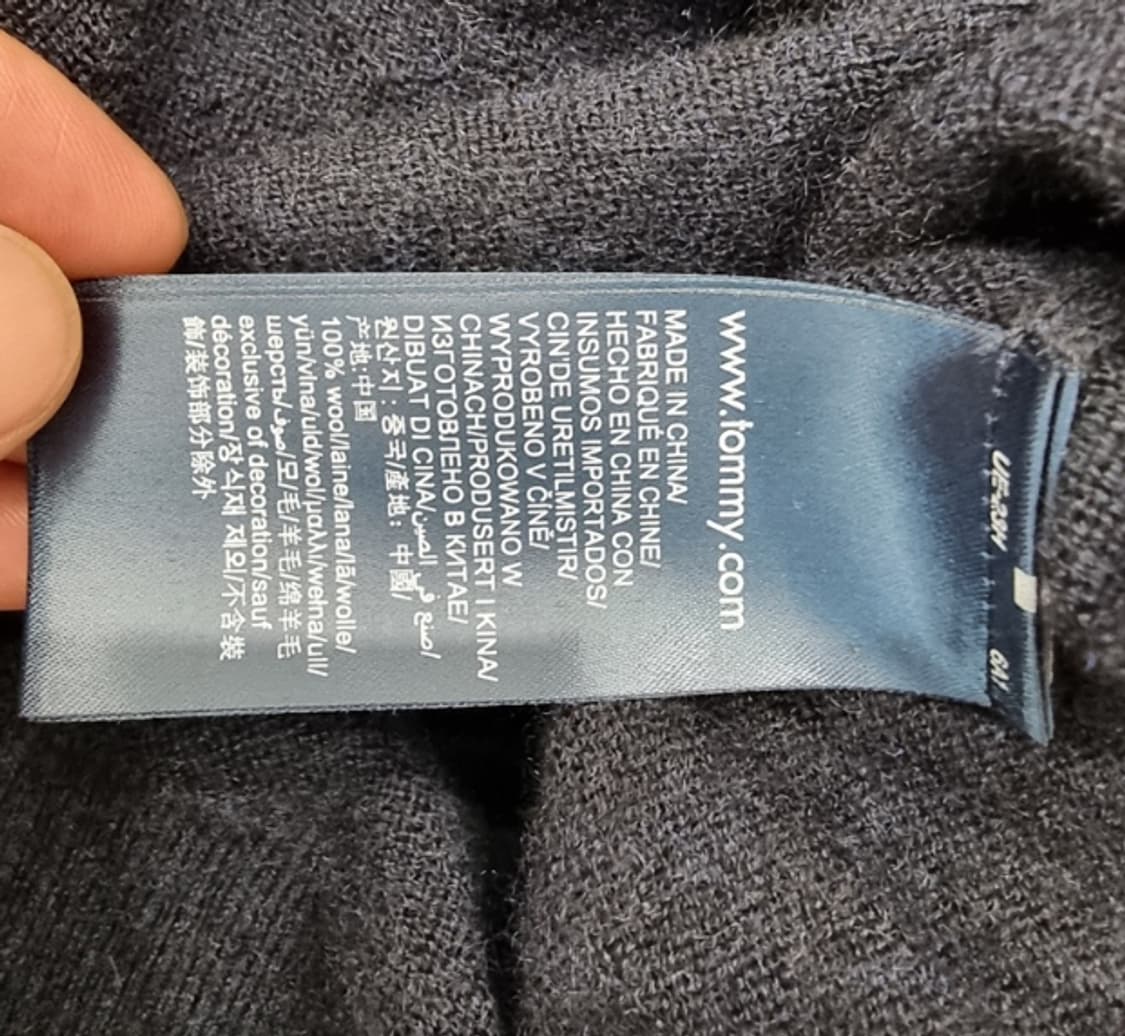 www.tommy.com
MADE IN CHINA/
FABRIQUÉ EN CHINE/
HECHO EN CHINA CON
INSUMOS IMPORTADOS/
CIN'DE URETILMISTIR/
VYROBENO V ČÍNĚ/
WYPRODUKOWANO W
CHINACH/PRODUSERT I KINA/
ИЗГОТОВЛЕНО В КИТАЕ/
DIBUAT DI CINA/صنع في الصين/
원산지 : 중국/產地: 中國/
产地:中国
100% wool/laine/lana/lã/wolle/
yün/vlna/uld/wol/μαλλί/wełna/ull/
шерсть/صوف/모/毛/羊毛/绵羊毛
exclusive of decoration/sauf
décoration/장식재 제외/不含裝
飾/装饰部分除外